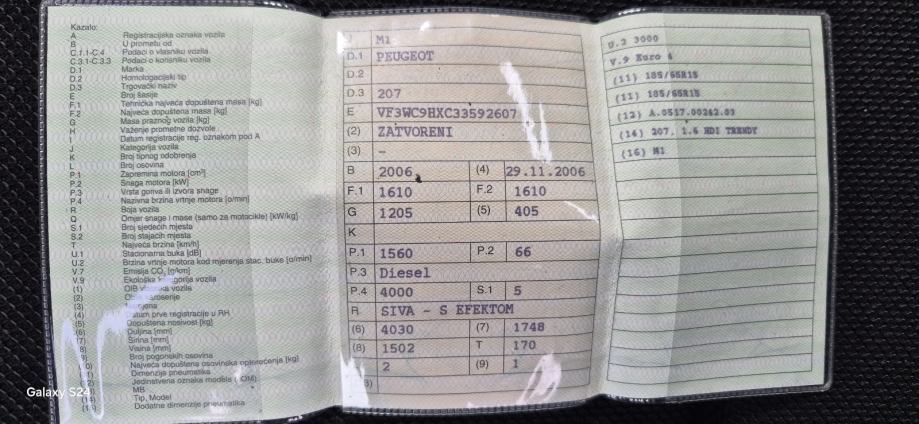 Kazalo:
A Registracijska oznaka vozila
B U prometu od
C.1.1-C.4 Podaci o vlasniku vozila
C.3.1-C.3.3 Podaci o korisniku vozila
D.1 Marka
D.2 Homologacijski tip
D.3 Trgovački naziv
E Broj šasije
F.1 Tehnička najveća dopuštena masa [kg]
F.2 Najveća dopuštena masa [kg]
G Masa praznog vozila [kg]
H Važenje prometne dozvole
I Datum registracije reg. oznakom pod A
J Kategorija vozila
K Broj tipnog odobrenja
L Broj osovina
P.1 Zapremina motora [cm³]
P.2 Snaga motora [kW]
P.3 Vrsta goriva ili izvora snage
P.4 Nazivna brzina vrtnje motora [o/min]
R Boja vozila
Q Omjer snage i mase (samo za motocikle) [kW/kg]
S.1 Broj sjedećih mjesta
S.2 Broj stajaćih mjesta
T Najveća brzina [km/h]
U.1 Stacionarna buka [dB]
U.2 Brzina vrtnje motora kod mjerenja stac. buke [o/min]
V.7 Emisija CO₂ [g/km]
V.9 Ekološka kategorija vozila
(1) OIB vlasnika vozila
(2)
(3)
(4) Datum prve registracije u RH
(5) Dopuštena nosivost [kg]
(6) Duljina [mm]
(7) Širina [mm]
Visina [mm]
Broj pogonskih osovina
Najveća dopuštena osovinska opterećenja [kg]
Dimenzije pneumatika
Jedinstvena oznaka modela
MB
Tip, Model
Dodatne dimenzije pneumatika
J M1
D.1 PEUGEOT
D.2
D.3 207
E VF3WC9HXC33592607
(2) ZATVORENI
(3) –
B 2006. (4) 29.11.2006
F.1 1610 F.2 1610
G 1205 (5) 405
K
P.1 1560 P.2 66
P.3 Diesel
P.4 4000 S.1 5
R SIVA – S EFEKTOM
(6) 4030 (7) 1748
(8) 1502 T 170
2 (9) 1
U.2 3000
V.9 Euro 4
(11) 185/65R15
(11) 185/65R15
(12) A.0517.00262.03
(14) 207, 1.6 HDI TRENDY
(16) M1
Galaxy S24